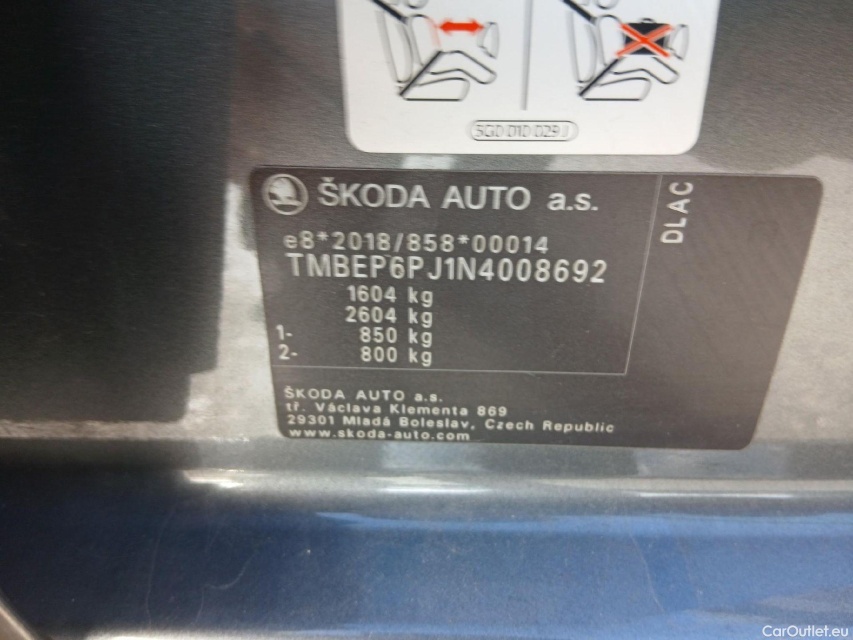 5G0 010 029 J
ŠKODA AUTO a.s.
DLAC
e8*2018/858*00014
TMBEP6PJ1N4008692
1604 kg
2604 kg
1- 850 kg
2- 800 kg
ŠKODA AUTO a.s.
tř. Václava Klementa 869
29301 Mladá Boleslav, Czech Republic
www.skoda-auto.com
CarOutlet.eu